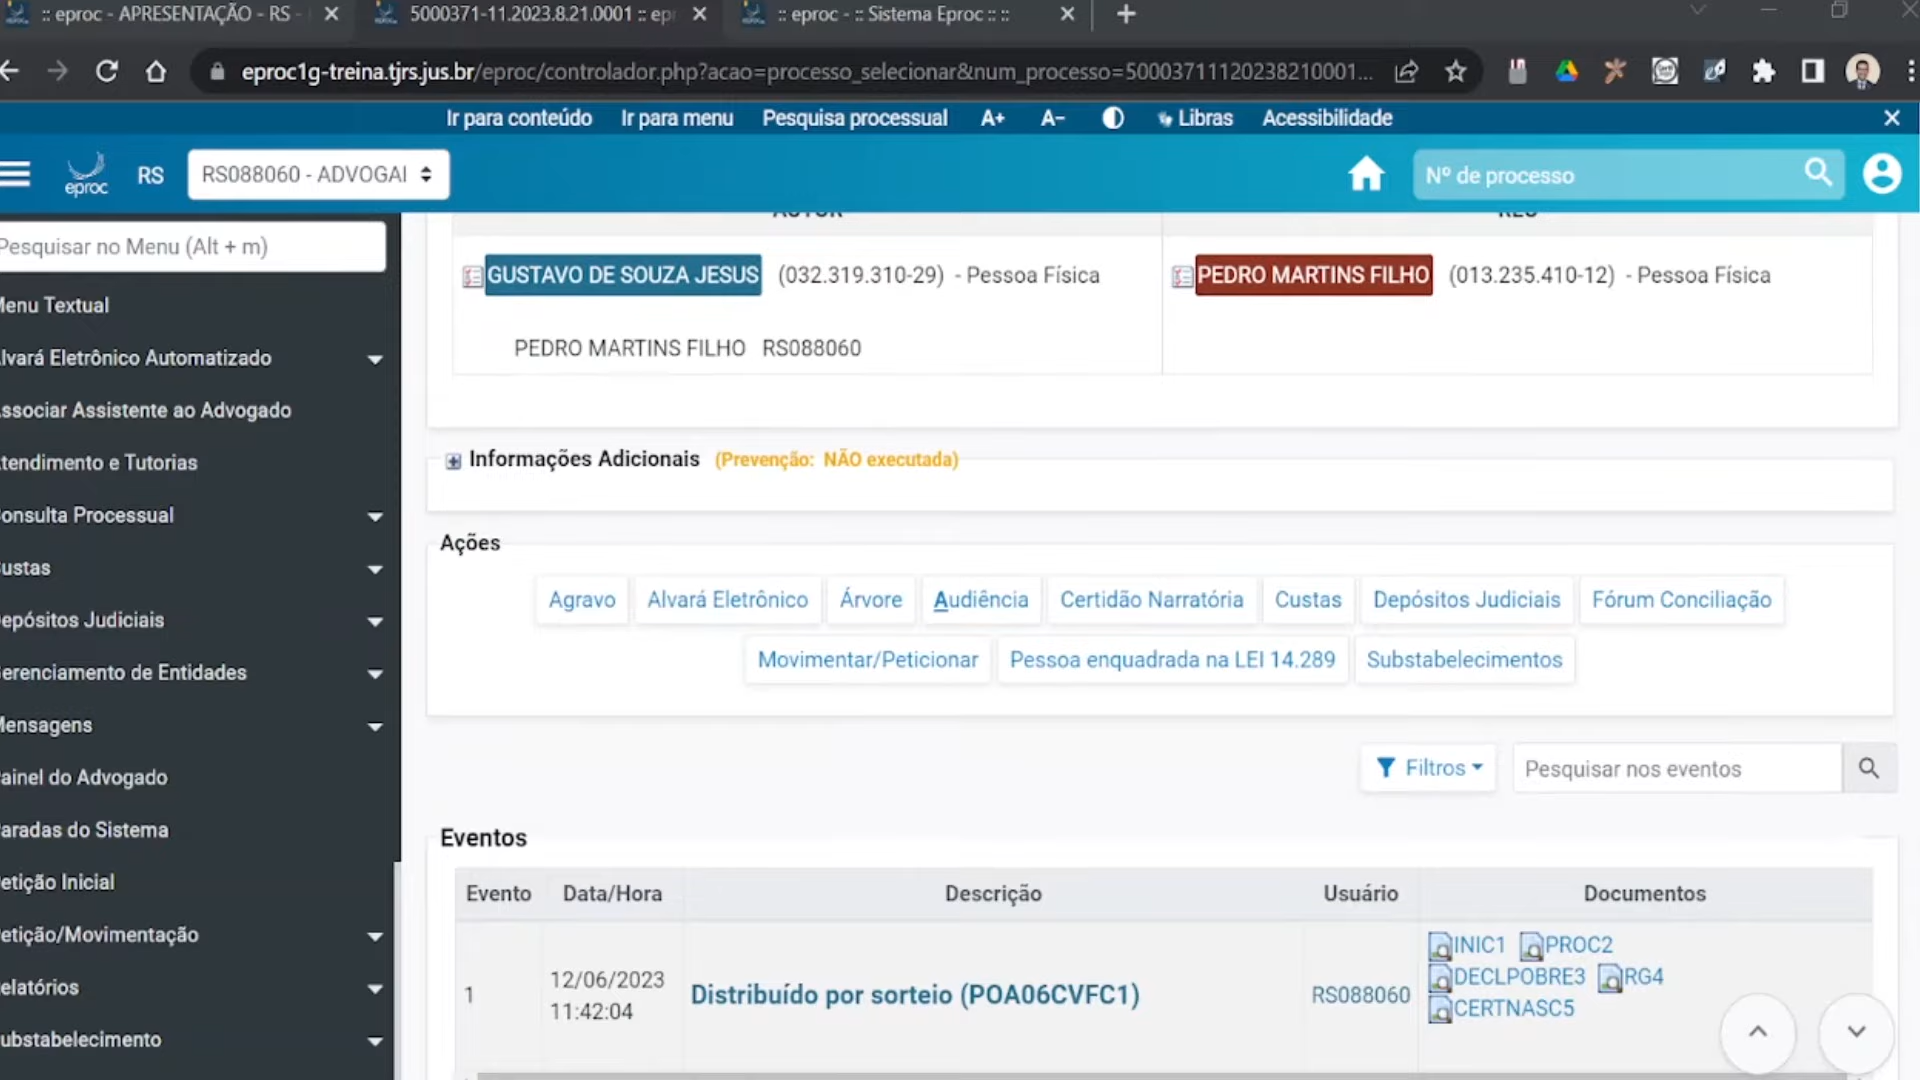 :: eproc - APRESENTAÇÃO - RS -
5000371-11.2023.8.21.0001 :: epr
:: eproc - :: Sistema Eproc :: ::
eproc1g-treina.tjrs.jus.br/eproc/controlador.php?acao=processo_selecionar&num_processo=50003711120238210001...
Ir para conteúdo Ir para menu Pesquisa processual A+ A- Libras Acessibilidade
eproc RS RS088060 - ADVOGAI Nº de processo
Pesquisar no Menu (Alt + m)
Menu Textual
lvará Eletrônico Automatizado
ssociar Assistente ao Advogado
tendimento e Tutorias
onsulta Processual
ustas
epósitos Judiciais
erenciamento de Entidades
Mensagens
ainel do Advogado
aradas do Sistema
etição Inicial
etição/Movimentação
elatórios
ubstabelecimento
AUTOR RÉU
GUSTAVO DE SOUZA JESUS (032.319.310-29) - Pessoa Física
PEDRO MARTINS FILHO RS088060
PEDRO MARTINS FILHO (013.235.410-12) - Pessoa Física
Informações Adicionais (Prevenção: NÃO executada)
Ações
Agravo Alvará Eletrônico Árvore Audiência Certidão Narratória Custas Depósitos Judiciais Fórum Conciliação
Movimentar/Peticionar Pessoa enquadrada na LEI 14.289 Substabelecimentos
Filtros Pesquisar nos eventos
Eventos
Evento Data/Hora Descrição Usuário Documentos
1 12/06/2023
11:42:04
Distribuído por sorteio (POA06CVFC1)
RS088060
INIC1 PROC2
DECLPOBRE3 RG4
CERTNASC5